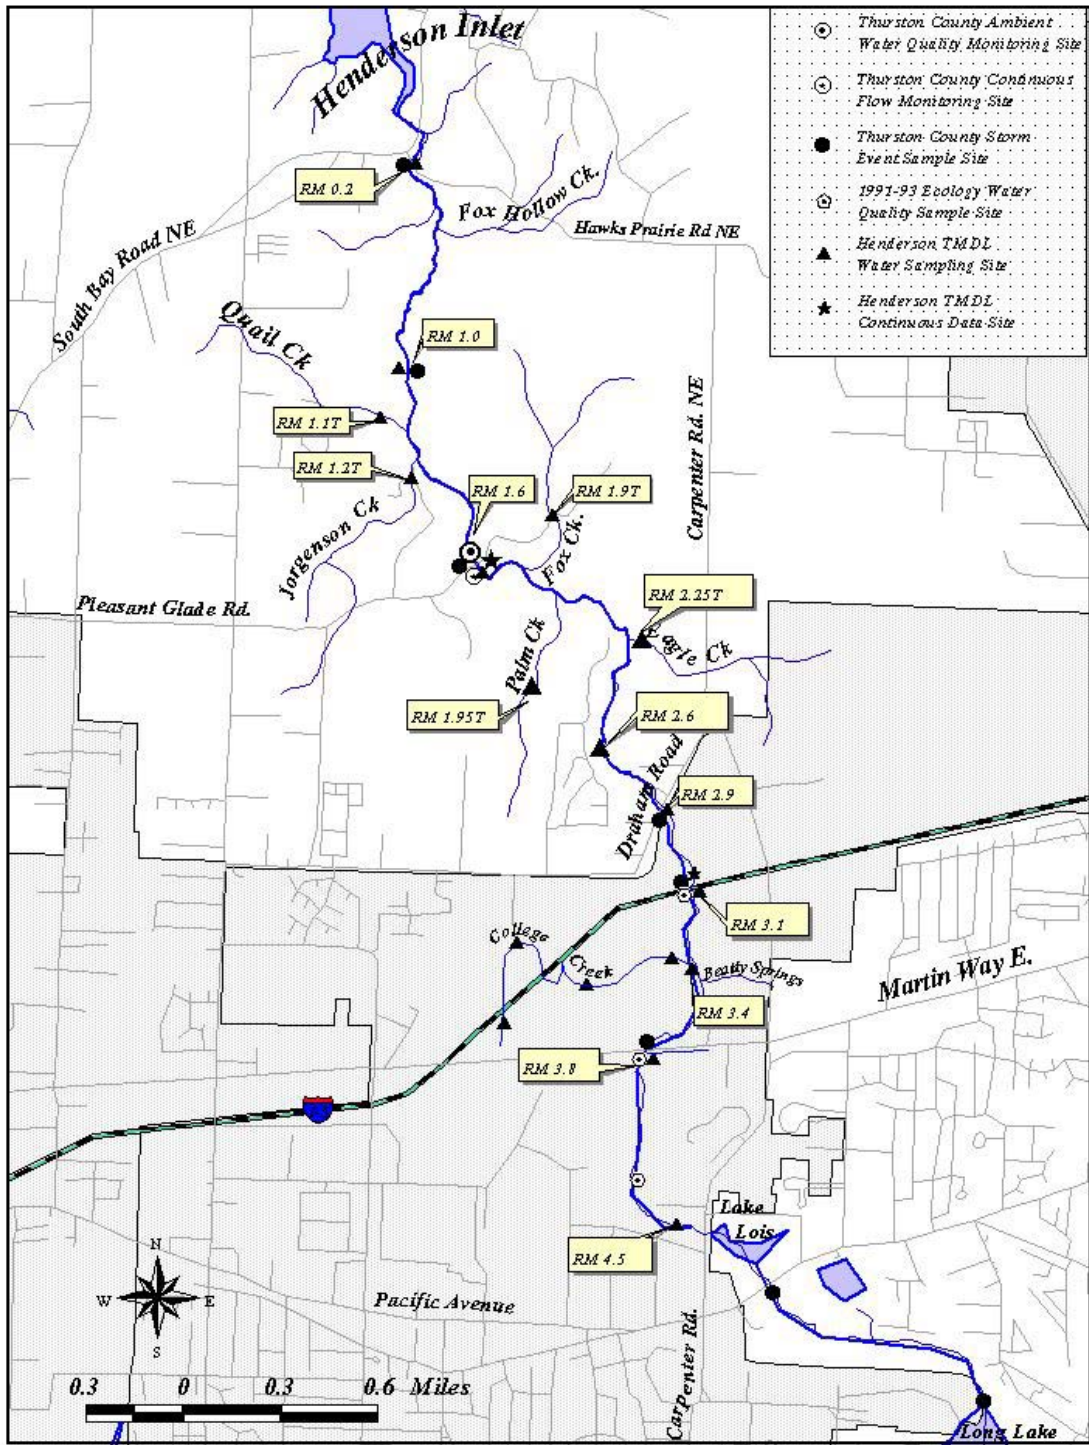 Henderson Inlet
Thurston County Ambient
Water Quality Monitoring Site
Thurston County Continuous
Flow Monitoring Site
Thurston County Storm
Event Sample Site
1991-93 Ecology Water
Quality Sample Site
Henderson TMDL
Water Sampling Site
Henderson TMDL
Continuous Data Site
RM 0.2
Fox Hollow Ck.
Hawks Prairie Rd NE
South Bay Road NE
Quail Ck
RM 1.0
RM 1.1T
RM 1.2T
Carpenter Rd. NE
RM 1.6
RM 1.9T
Jorgenson Ck
Fox Ck.
Pleasant Glade Rd.
RM 2.25T
Eagle Ck
Palm Ck
RM 1.95T
RM 2.6
Draham Road
RM 2.9
RM 3.1
College
Creek
Beatty Springs
Martin Way E.
RM 3.4
RM 3.8
Lake
Lois
RM 4.5
N
W
E
S
Pacific Avenue
Carpenter Rd.
0.3 0 0.3 0.6 Miles
Long Lake